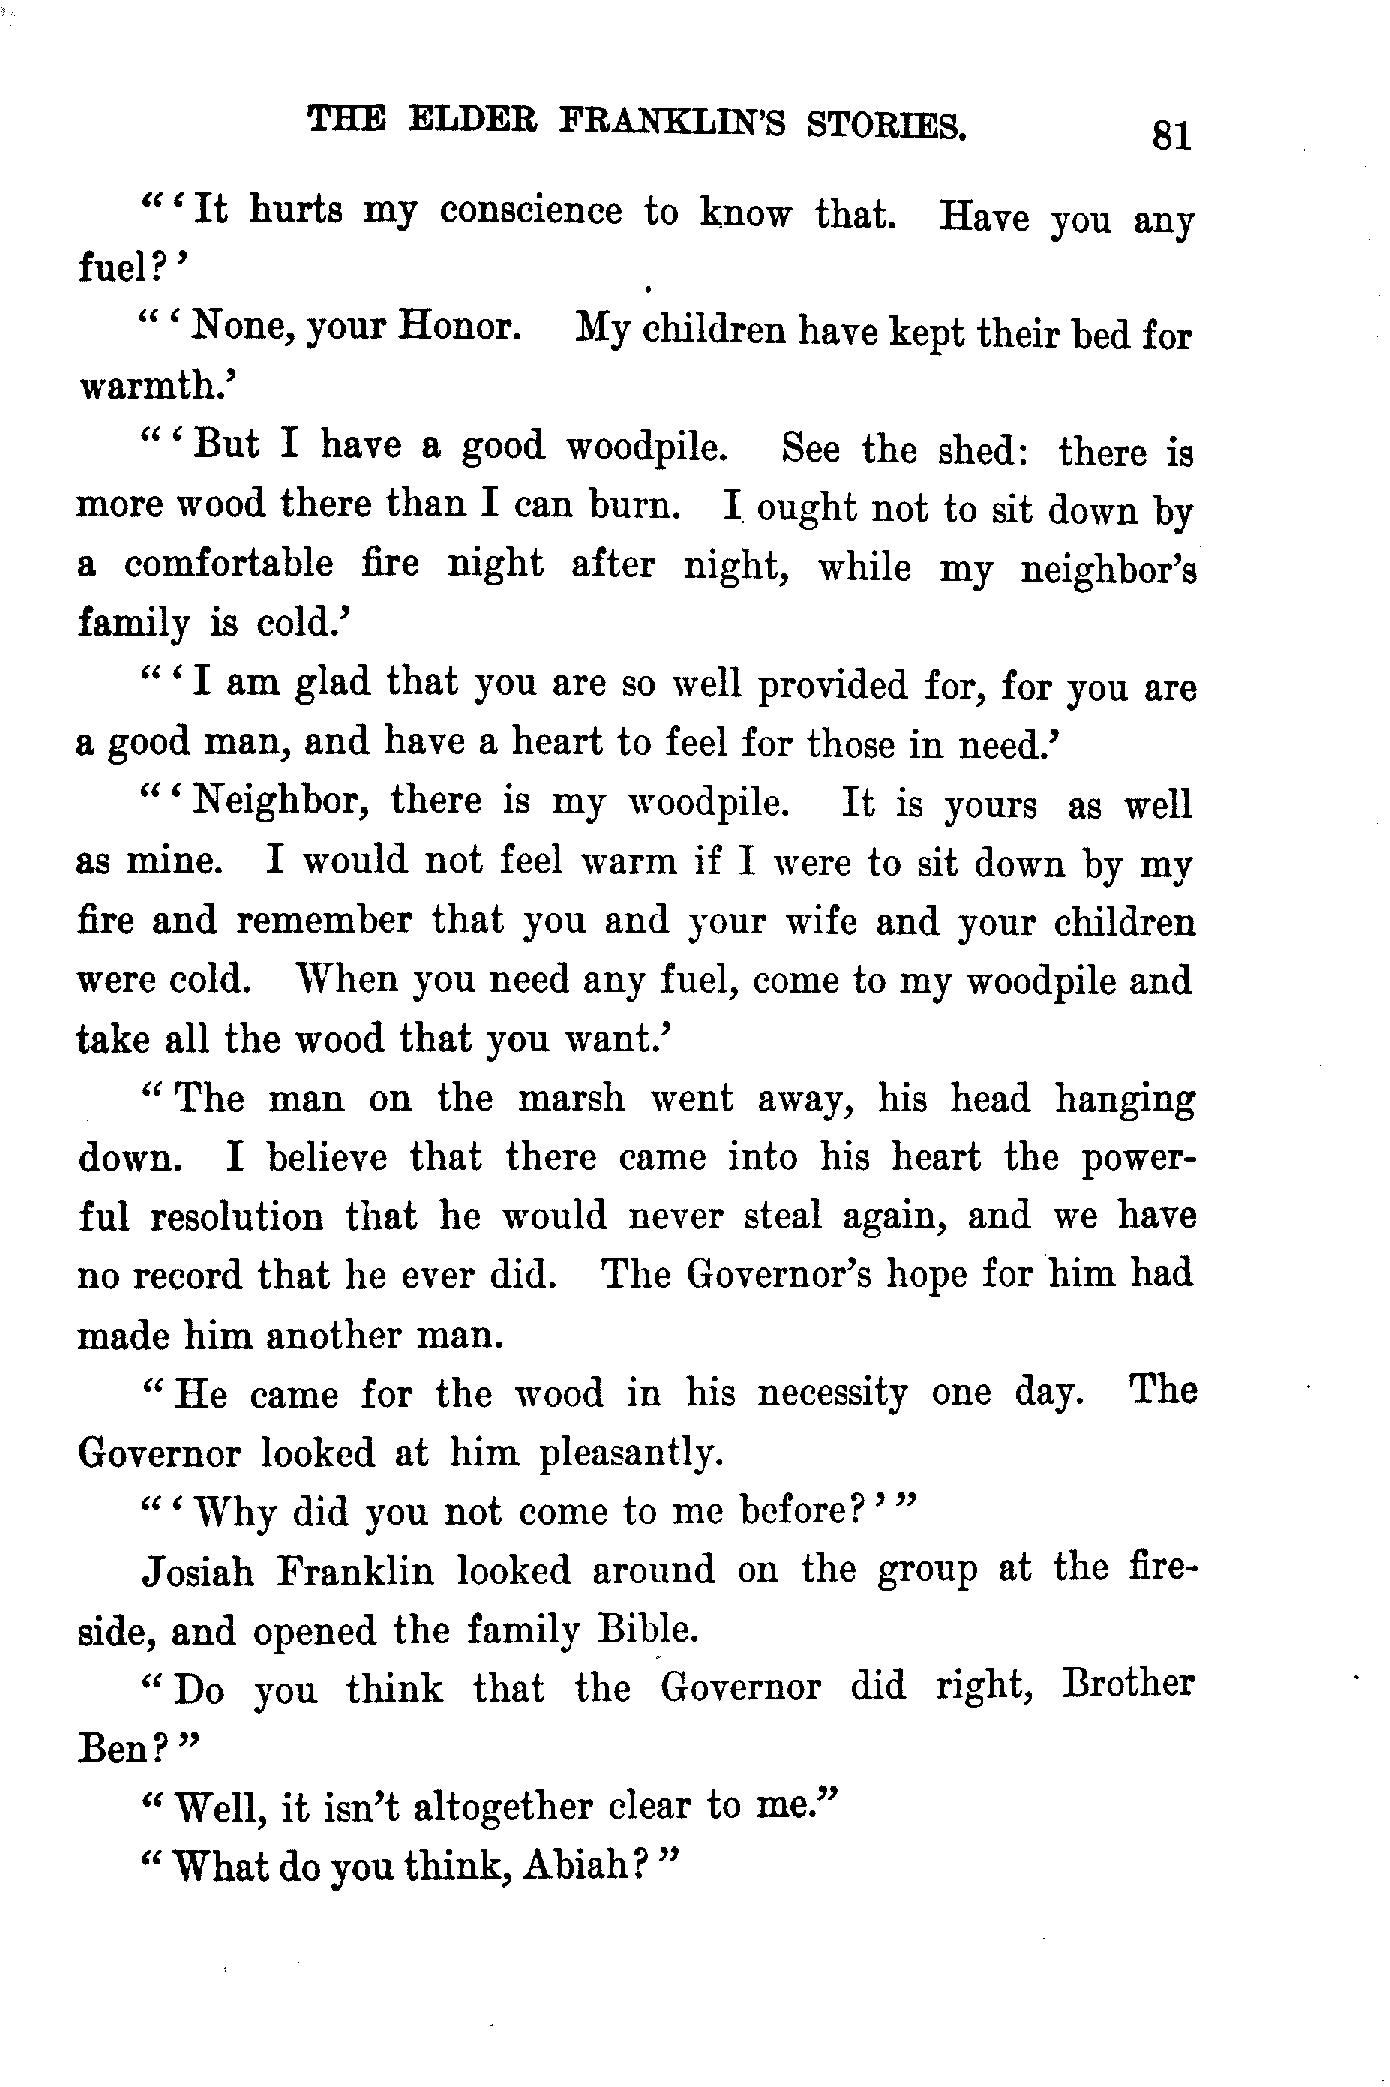 THE ELDER FRANKLIN'S STORIES. 81
“ ‘ It hurts my conscience to know that. Have you any
fuel? ’
“ ‘ None, your Honor. My children have kept their bed for
warmth.’
“ ‘ But I have a good woodpile. See the shed: there is
more wood there than I can burn. I ought not to sit down by
a comfortable fire night after night, while my neighbor's
family is cold.’
“ ‘ I am glad that you are so well provided for, for you are
a good man, and have a heart to feel for those in need.’
“ ‘ Neighbor, there is my woodpile. It is yours as well
as mine. I would not feel warm if I were to sit down by my
fire and remember that you and your wife and your children
were cold. When you need any fuel, come to my woodpile and
take all the wood that you want.’
“ The man on the marsh went away, his head hanging
down. I believe that there came into his heart the power-
ful resolution that he would never steal again, and we have
no record that he ever did. The Governor's hope for him had
made him another man.
“ He came for the wood in his necessity one day. The
Governor looked at him pleasantly.
“ ‘ Why did you not come to me before? ’ ”
Josiah Franklin looked around on the group at the fire-
side, and opened the family Bible.
“ Do you think that the Governor did right, Brother
Ben? ”
“ Well, it isn't altogether clear to me.”
“ What do you think, Abiah? ”